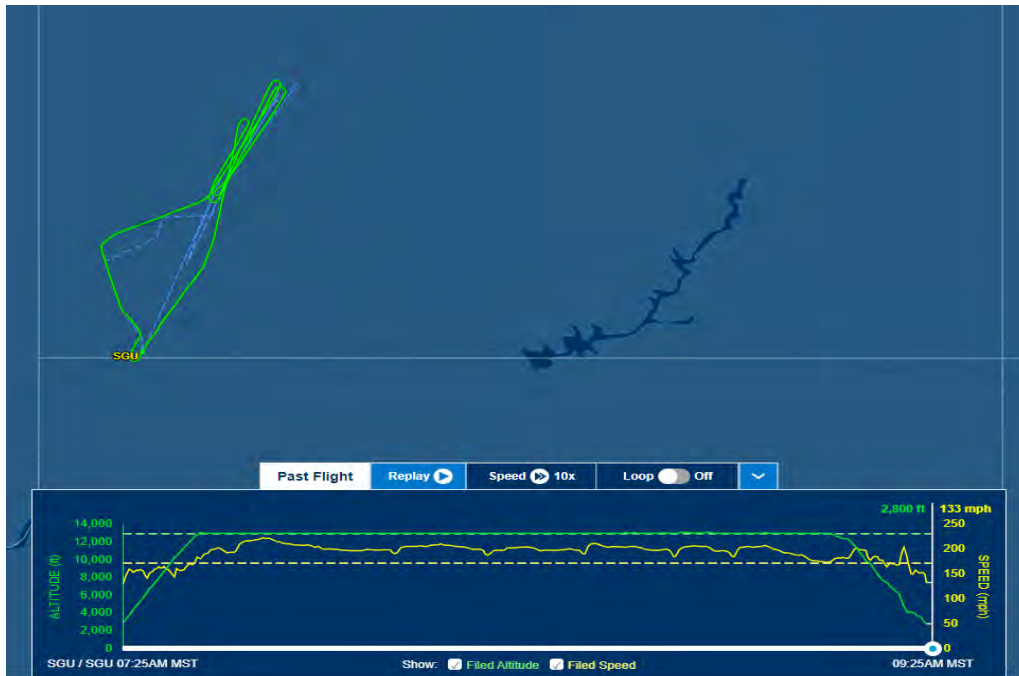 SGU
Past Flight Replay Speed 10x Loop Off
2,800 ft 133 mph
14,000 250
12,000 200
10,000
8,000 150
6,000 100
4,000
2,000 50
0 0
ALTITUDE (ft)
SPEED (mph)
SGU / SGU 07:25AM MST Show: Filed Altitude Filed Speed 09:25AM MST